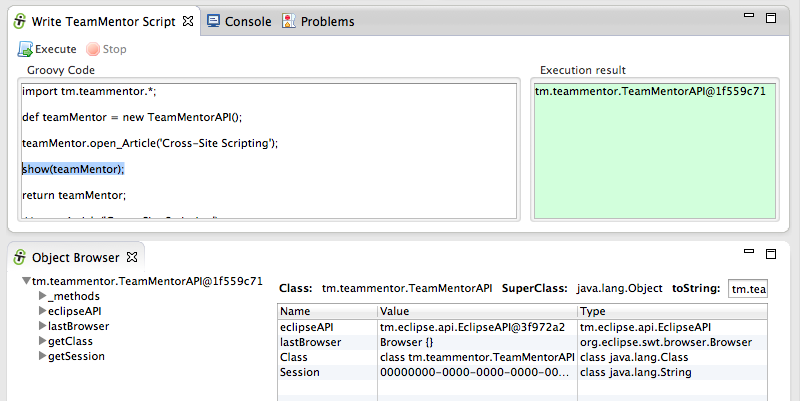 Write TeamMentor Script
Console
Problems
Execute
Stop
Groovy Code
import tm.teammentor.*;
def teamMentor = new TeamMentorAPI();
teamMentor.open_Article('Cross-Site Scripting');
show(teamMentor);
return teamMentor;
Execution result
tm.teammentor.TeamMentorAPI@1f559c71
Object Browser
tm.teammentor.TeamMentorAPI@1f559c71
_methods
eclipseAPI
lastBrowser
getClass
getSession
Class: tm.teammentor.TeamMentorAPI SuperClass: java.lang.Object toString: tm.tea
Name Value Type
eclipseAPI tm.eclipse.api.EclipseAPI@3f972a2 tm.eclipse.api.EclipseAPI
lastBrowser Browser {} org.eclipse.swt.browser.Browser
Class class tm.teammentor.TeamMentorAPI class java.lang.Class
Session 00000000-0000-0000-0000-00... class java.lang.String